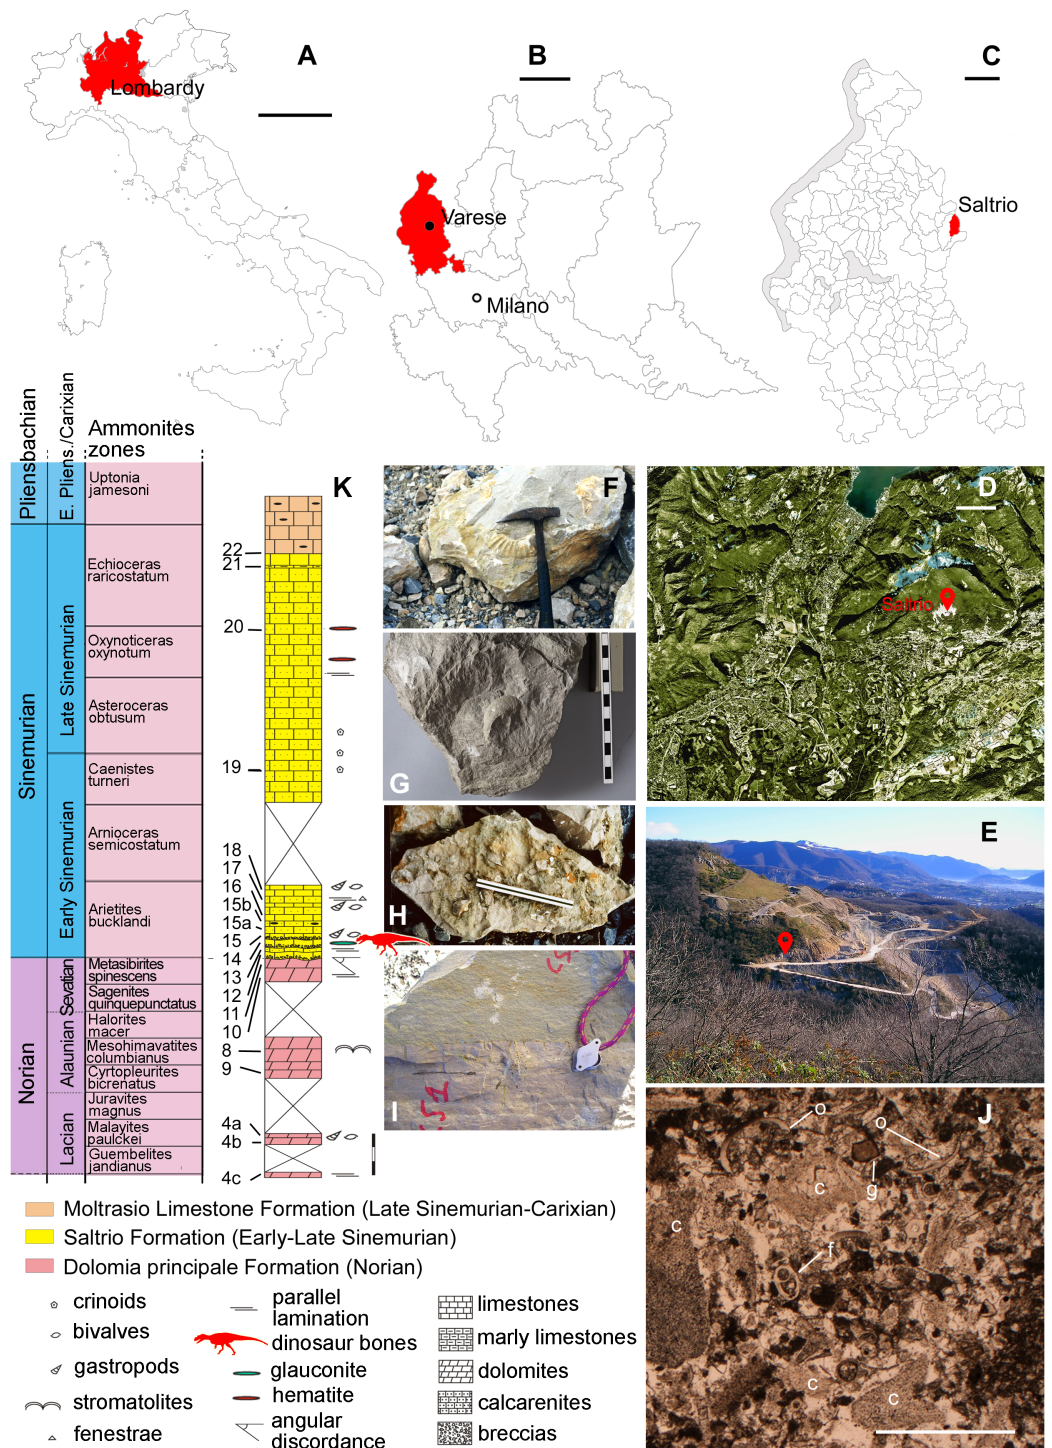 A
Lombardy
B
Varese
Milano
C
Saltrio
Pliensbachian
E. Pliens./Carixian
Ammonites
zones
Uptonia
jamesoni
Sinemurian
Late Sinemurian
Echioceras
raricostatum
Oxynoticeras
oxynotum
Asteroceras
obtusum
Early Sinemurian
Caenistes
turneri
Arnioceras
semicostatum
Arietites
bucklandi
Norian
Sevatian
Metasibirites
spinescens
Sagenites
quinquepunctatus
Alaunian
Halorites
macer
Mesohimavatites
columbianus
Cyrtopleurites
bicrenatus
Lacian
Juravites
magnus
Malayites
paulckei
Guembelites
jandianus
K
22
21
20
19
18
17
16
15b
15a
15
14
13
12
11
10
8
9
4a
4b
4c
F
G
H
I
52
D
Saltrio
E
J
o
o
c
g
c
f
c
c
Moltrasio Limestone Formation (Late Sinemurian-Carixian)
Saltrio Formation (Early-Late Sinemurian)
Dolomia principale Formation (Norian)
crinoids
bivalves
gastropods
stromatolites
fenestrae
parallel
lamination
dinosaur bones
glauconite
hematite
angular
discordance
limestones
marly limestones
dolomites
calcarenites
breccias